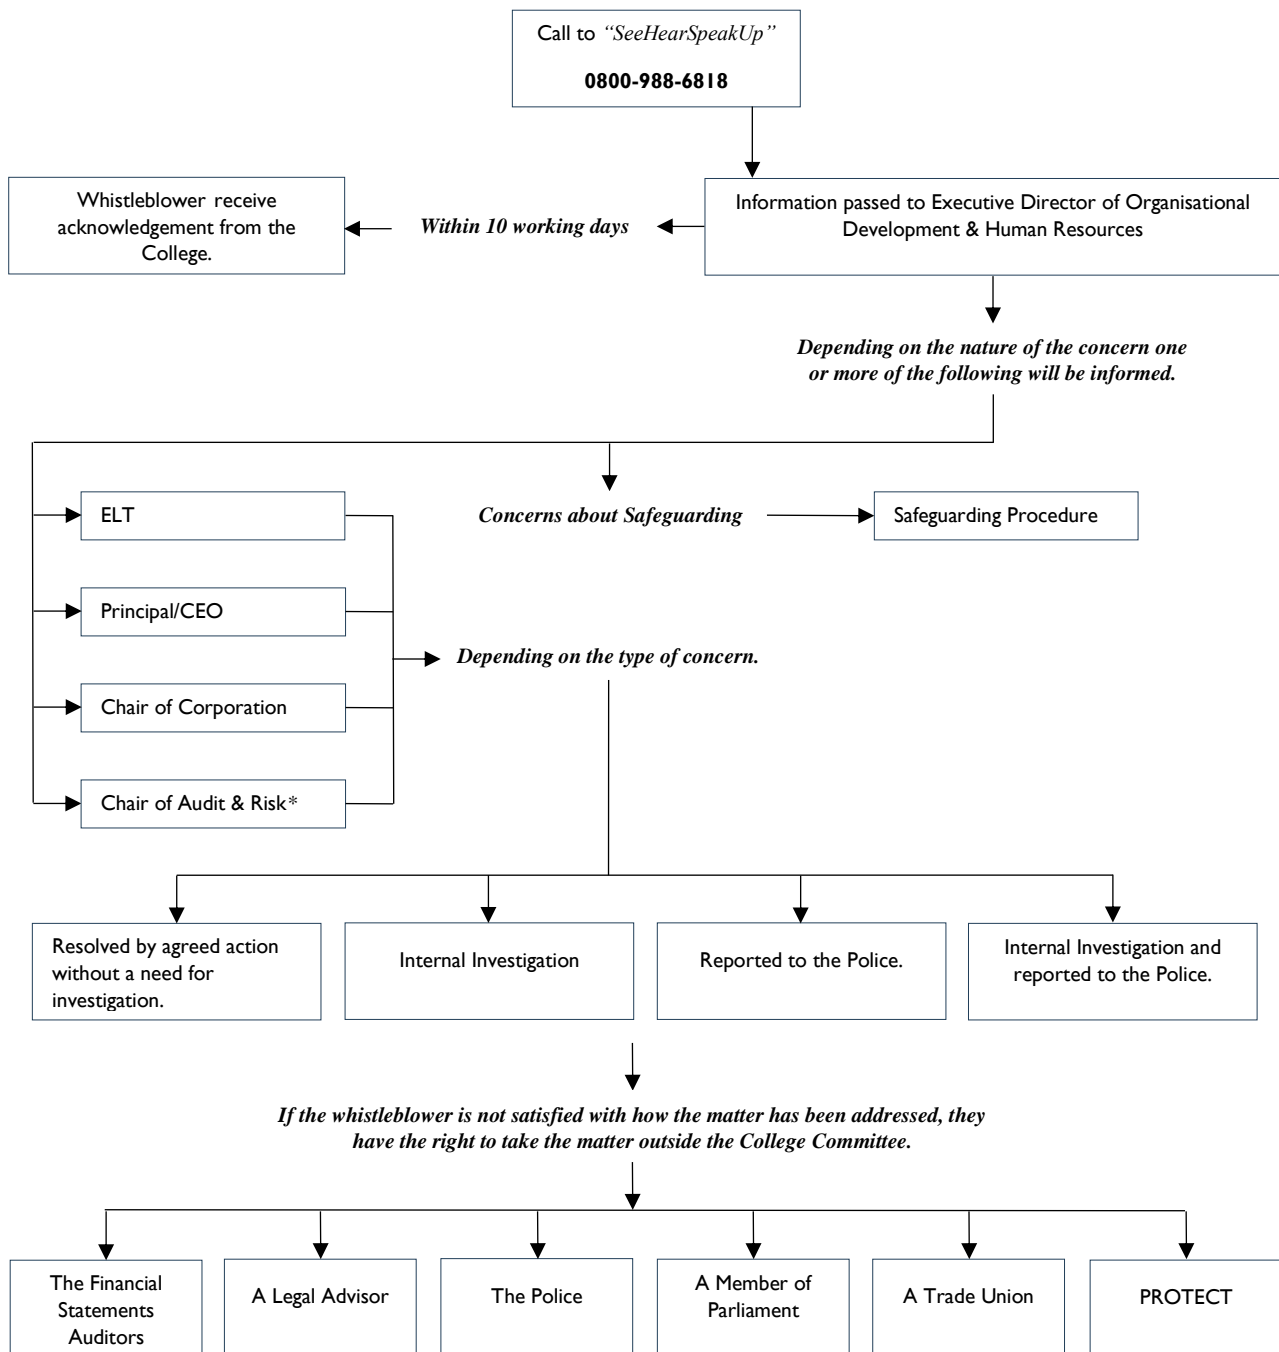 Call to “SeeHearSpeakUp”
0800-988-6818
Whistleblower receive
acknowledgement from the
College.
Within 10 working days
Information passed to Executive Director of Organisational
Development & Human Resources
Depending on the nature of the concern one
or more of the following will be informed.
ELT
Concerns about Safeguarding
Safeguarding Procedure
Principal/CEO
Depending on the type of concern.
Chair of Corporation
Chair of Audit & Risk*
Resolved by agreed action
without a need for
investigation.
Internal Investigation
Reported to the Police.
Internal Investigation and
reported to the Police.
If the whistleblower is not satisfied with how the matter has been addressed, they
have the right to take the matter outside the College Committee.
The Financial
Statements
Auditors
A Legal Advisor
The Police
A Member of
Parliament
A Trade Union
PROTECT